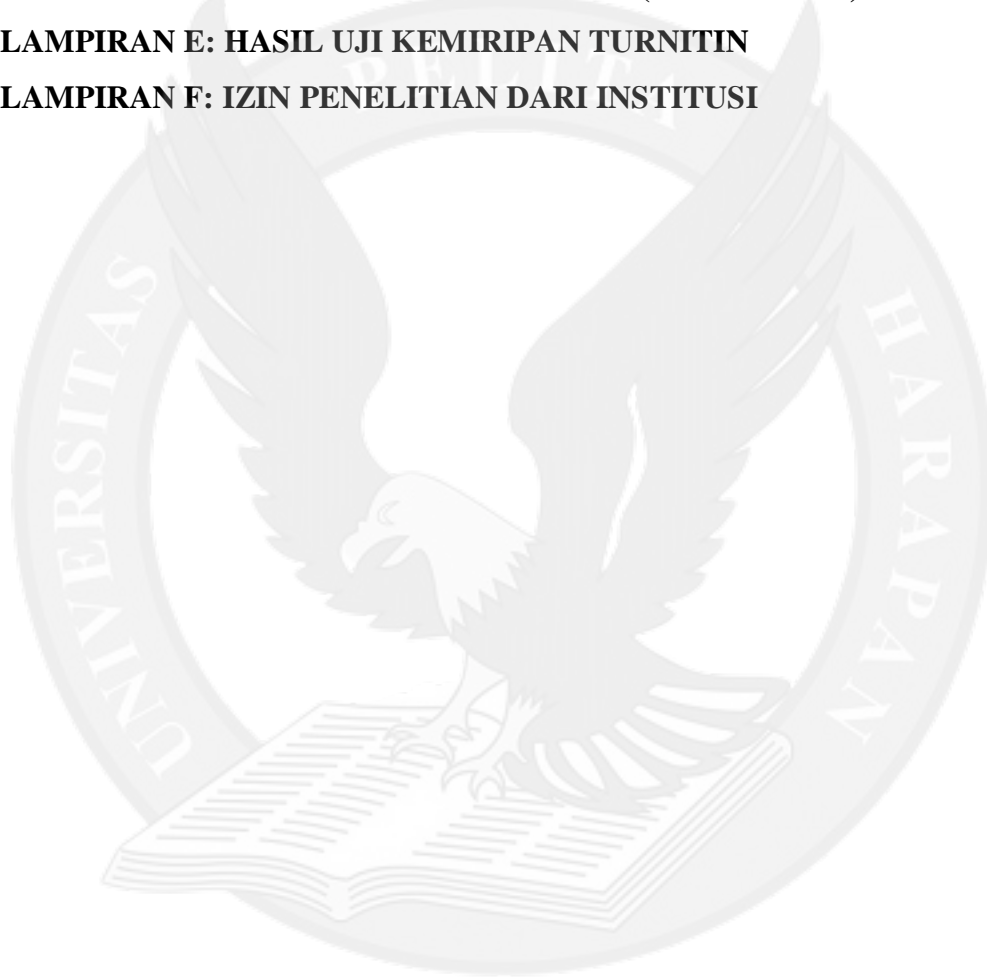 LAMPIRAN E: HASIL UJI KEMIRIPAN TURNITIN
LAMPIRAN F: IZIN PENELITIAN DARI INSTITUSI
UNIVERSITAS PELITA HARAPAN